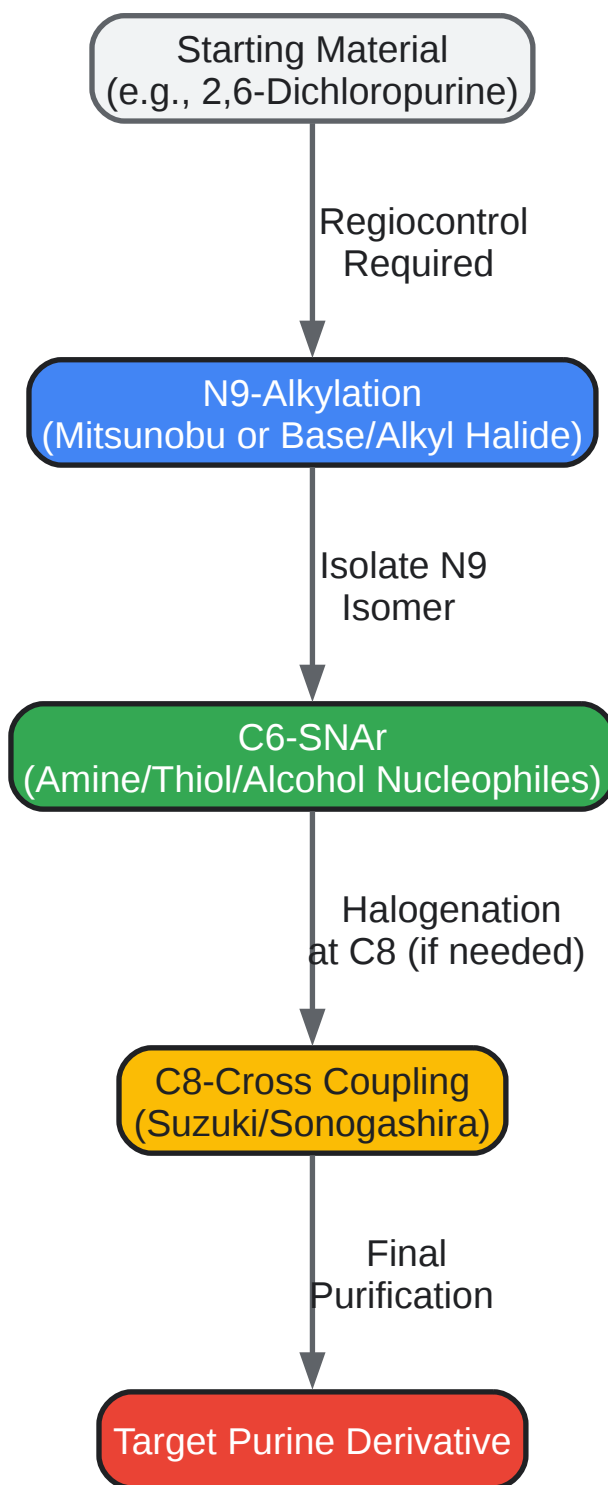 Starting Material
(e.g., 2,6-Dichloropurine)
Regiocontrol
Required
N9-Alkylation
(Mitsunobu or Base/Alkyl Halide)
Isolate N9
Isomer
C6-SNAr
(Amine/Thiol/Alcohol Nucleophiles)
Halogenation
at C8 (if needed)
C8-Cross Coupling
(Suzuki/Sonogashira)
Final
Purification
Target Purine Derivative